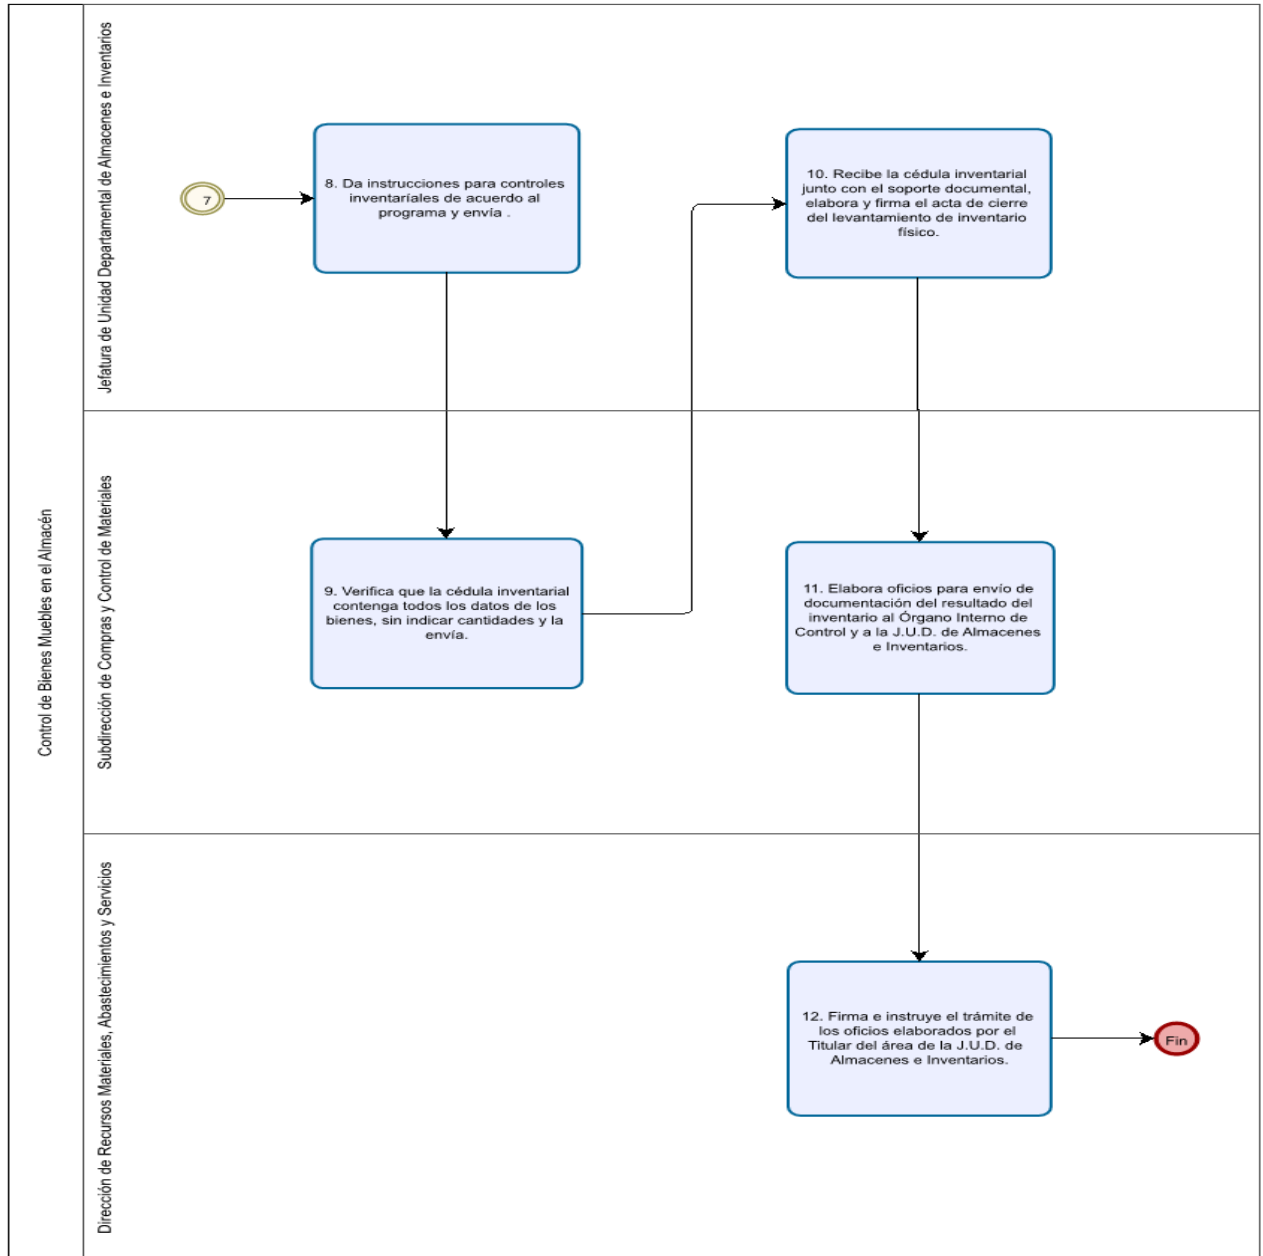 Control de Bienes Muebles en el Almacén
Jefatura de Unidad Departamental de Almacenes e Inventarios
7
8. Da instrucciones para controles
inventaríales de acuerdo al
programa y envía .
10. Recibe la cédula inventarial
junto con el soporte documental,
elabora y firma el acta de cierre
del levantamiento de inventario
físico.
Subdirección de Compras y Control de Materiales
9. Verifica que la cédula inventarial
contenga todos los datos de los
bienes, sin indicar cantidades y la
envía.
11. Elabora oficios para envío de
documentación del resultado del
inventario al Órgano Interno de
Control y a la J.U.D. de Almacenes
e Inventarios.
Dirección de Recursos Materiales, Abastecimientos y Servicios
12. Firma e instruye el trámite de
los oficios elaborados por el
Titular del área de la J.U.D. de
Almacenes e Inventarios.
Fin